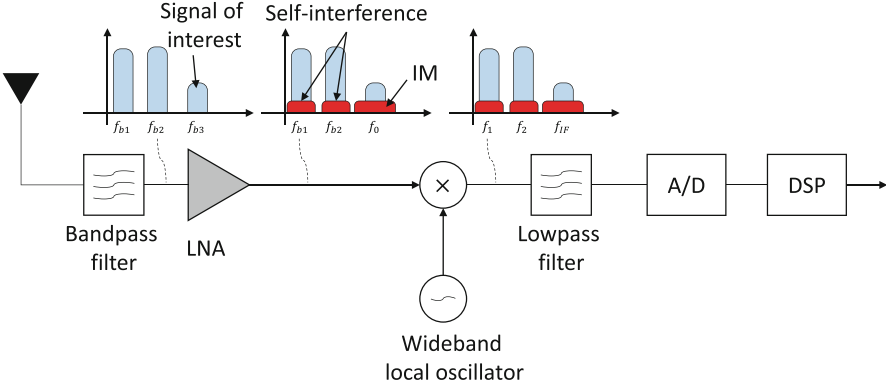 Signal of
interest
Self-interference
IM
f_{b1} f_{b2} f_{b3}
f_{b1} f_{b2} f_0
f_1 f_2 f_{IF}
×
A/D
DSP
Bandpass
filter
LNA
Lowpass
filter
Wideband
local oscillator